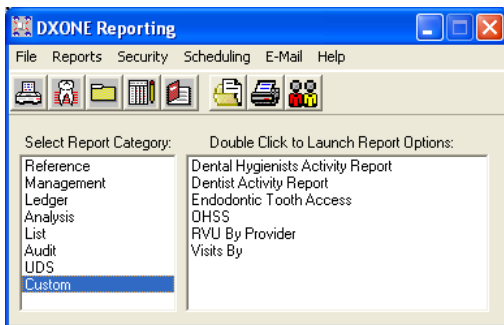 DXONE Reporting
File Reports Security Scheduling E-Mail Help
Select Report Category: Double Click to Launch Report Options:
Reference
Management
Ledger
Analysis
List
Audit
UDS
Custom
Dental Hygienists Activity Report
Dentist Activity Report
Endodontic Tooth Access
OHSS
RVU By Provider
Visits By